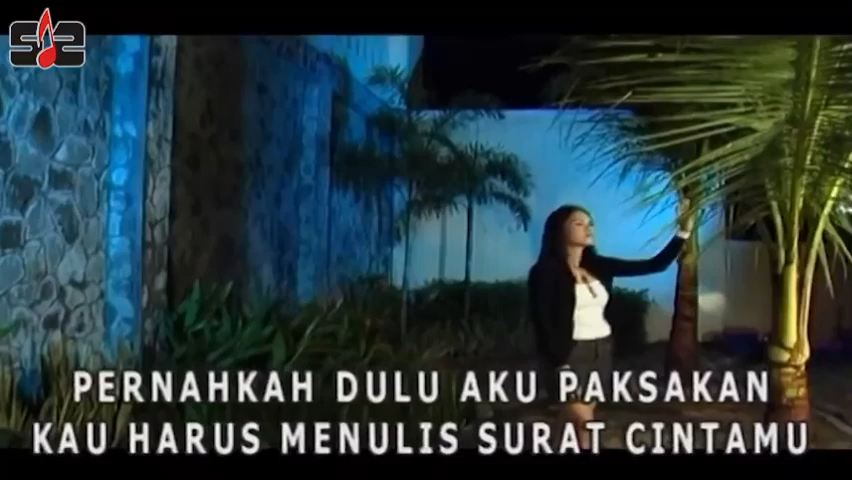 PERNAHKAH DULU AKU PAKSAKAN
KAU HARUS MENULIS SURAT CINTAMU